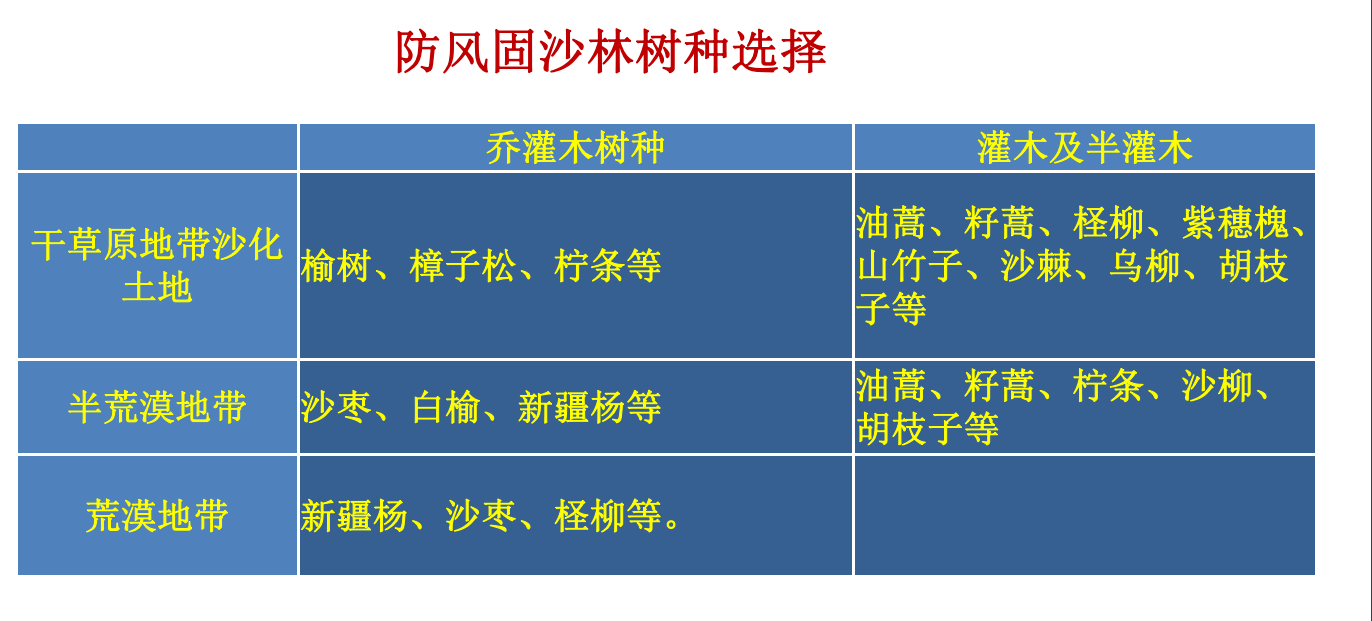 防风固沙林树种选择
乔灌木树种
灌木及半灌木
干草原地带沙化
土地
榆树、樟子松、柠条等
油蒿、籽蒿、柽柳、紫穗槐、
山竹子、沙棘、乌柳、胡枝
子等
半荒漠地带
沙枣、白榆、新疆杨等
油蒿、籽蒿、柠条、沙柳、
胡枝子等
荒漠地带
新疆杨、沙枣、柽柳等。